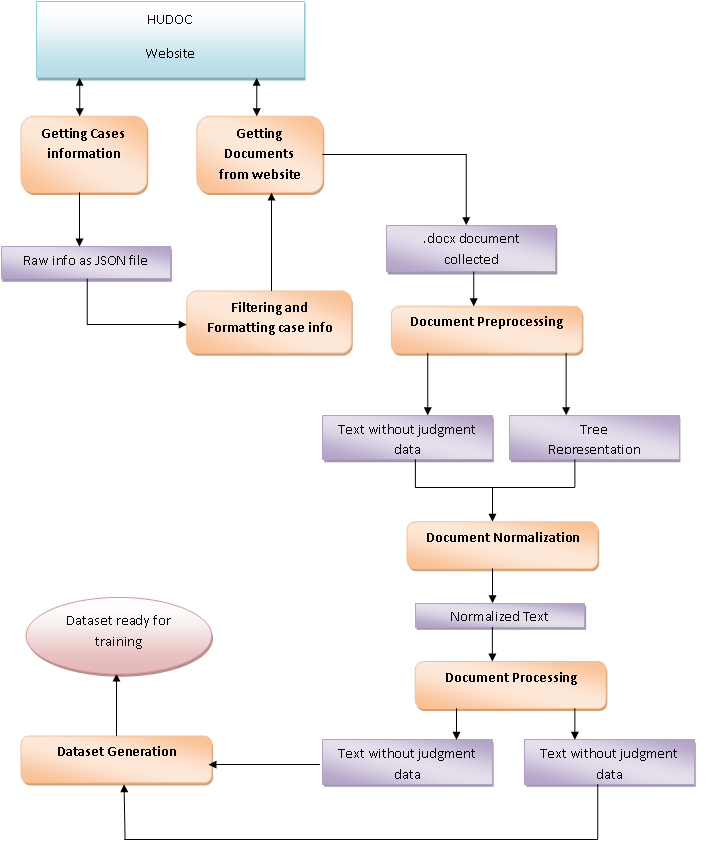 HUDOC
Website
Getting Cases
information
Getting
Documents
from website
Raw info as JSON file
.docx document
collected
Filtering and
Formatting case info
Document Preprocessing
Text without judgment
data
Tree
Representation
Document Normalization
Normalized Text
Dataset ready for
training
Document Processing
Dataset Generation
Text without judgment
data
Text without judgment
data